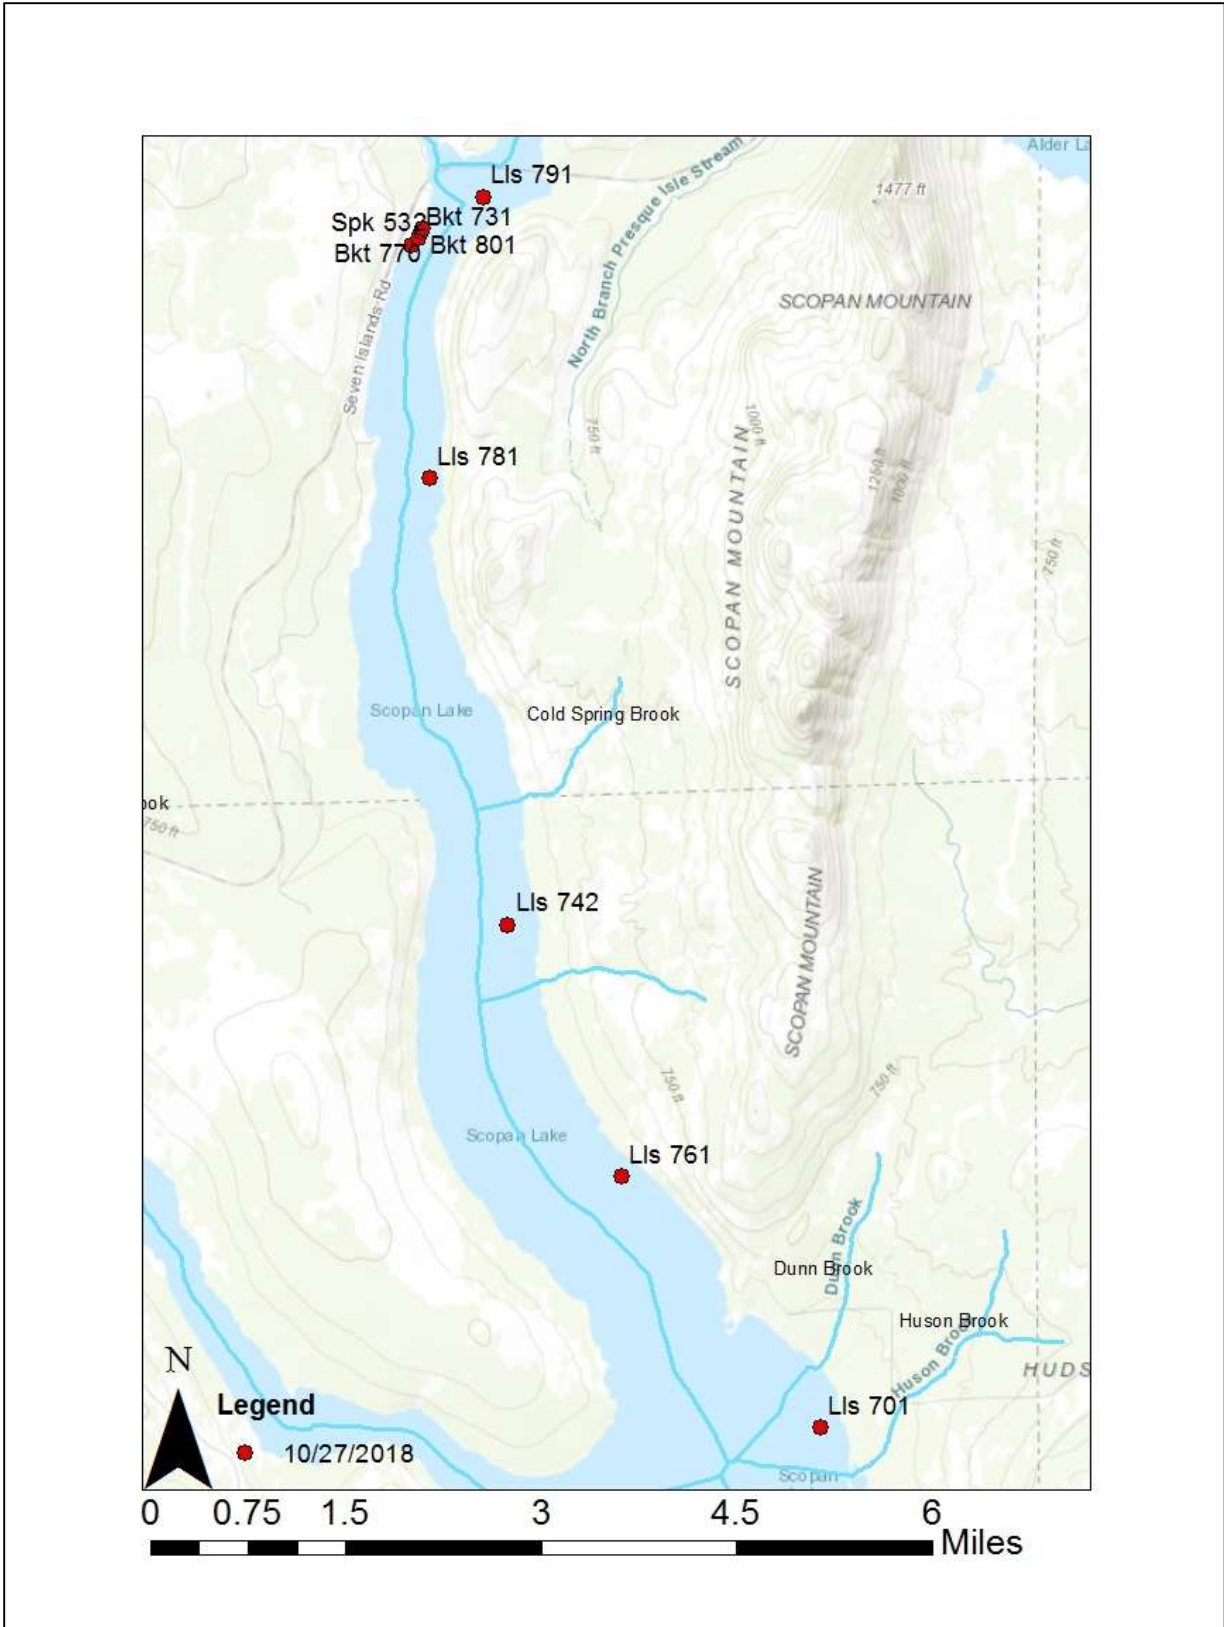 Alder La
North Branch Presque Isle Stream
1477 ft
Lls 791
Bkt 731
Spk 532
Bkt 801
Bkt 770
Seven Islands Rd
SCOPAN MOUNTAIN
750 ft
1000 ft
Lls 781
1250 ft
1000 ft
SCOPAN MOUNTAIN
750 ft
Scopan Lake
Cold Spring Brook
ook
750 ft
Lls 742
SCOPAN MOUNTAIN
750 ft
750 ft
Scopan Lake
Lls 761
Dunn Brook
Dunn Brook
Huson Brook
Huson Brook
HUDS
N
Legend
Lls 701
10/27/2018
Scopan
0 0.75 1.5 3 4.5 6
Miles